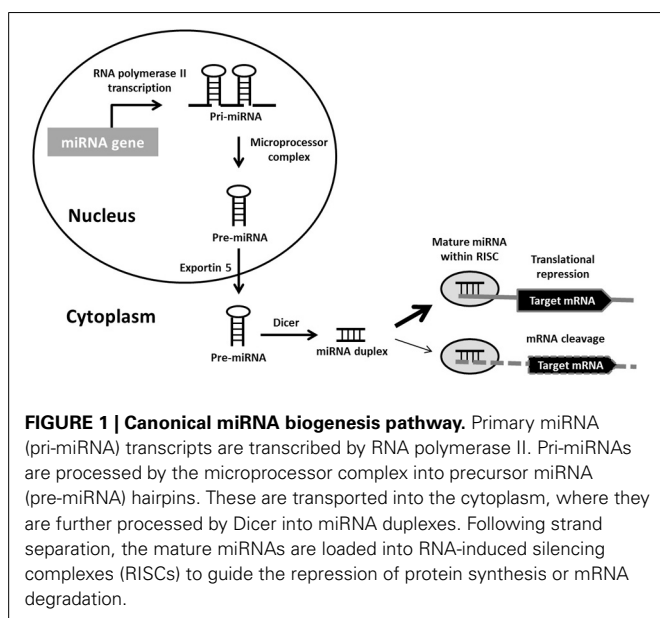 RNA polymerase II
transcription
Pri-miRNA
miRNA gene
Microprocessor
complex
Nucleus
Pre-miRNA
Exportin 5
Cytoplasm
Pre-miRNA
Dicer
miRNA duplex
Mature miRNA
within RISC
Translational
repression
Target mRNA
mRNA cleavage
Target mRNA
FIGURE 1 | Canonical miRNA biogenesis pathway. Primary miRNA
(pri-miRNA) transcripts are transcribed by RNA polymerase II. Pri-miRNAs
are processed by the microprocessor complex into precursor miRNA
(pre-miRNA) hairpins. These are transported into the cytoplasm, where they
are further processed by Dicer into miRNA duplexes. Following strand
separation, the mature miRNAs are loaded into RNA-induced silencing
complexes (RISCs) to guide the repression of protein synthesis or mRNA
degradation.